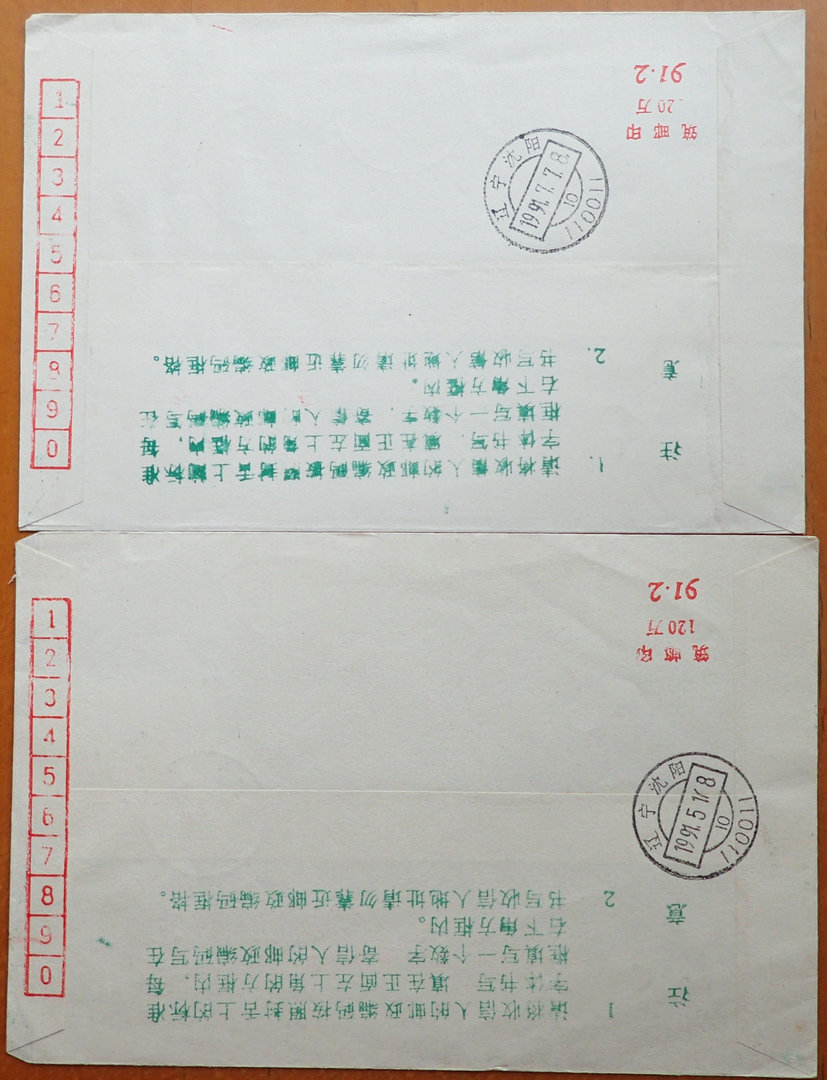 1
2
3
4
5
6
7
8
9
0
筑邮印
20万
91·2
辽宁沈阳
1991.7.7.8
10
110011
注意
1. 请将收信人的邮政编码按照封舌上的标准
字体书写,填在正面左上角的方框内,每
框填写一个数字,寄信人的邮政编码写在
右下角方框内。
2. 书写收信人地址请勿靠近邮政编码框格。
1
2
3
4
5
6
7
8
9
0
筑邮印
120万
91·2
辽宁沈阳
1991.5.1 8
10
110011
注意
1 请将收信人的邮政编码按照封舌上的标准
字体书写 填在正面左上角的方框内,每
框填写一个数字 寄信人的邮政编码写在
右下角方框内。
2 书写收信人地址请勿靠近邮政编码框格。